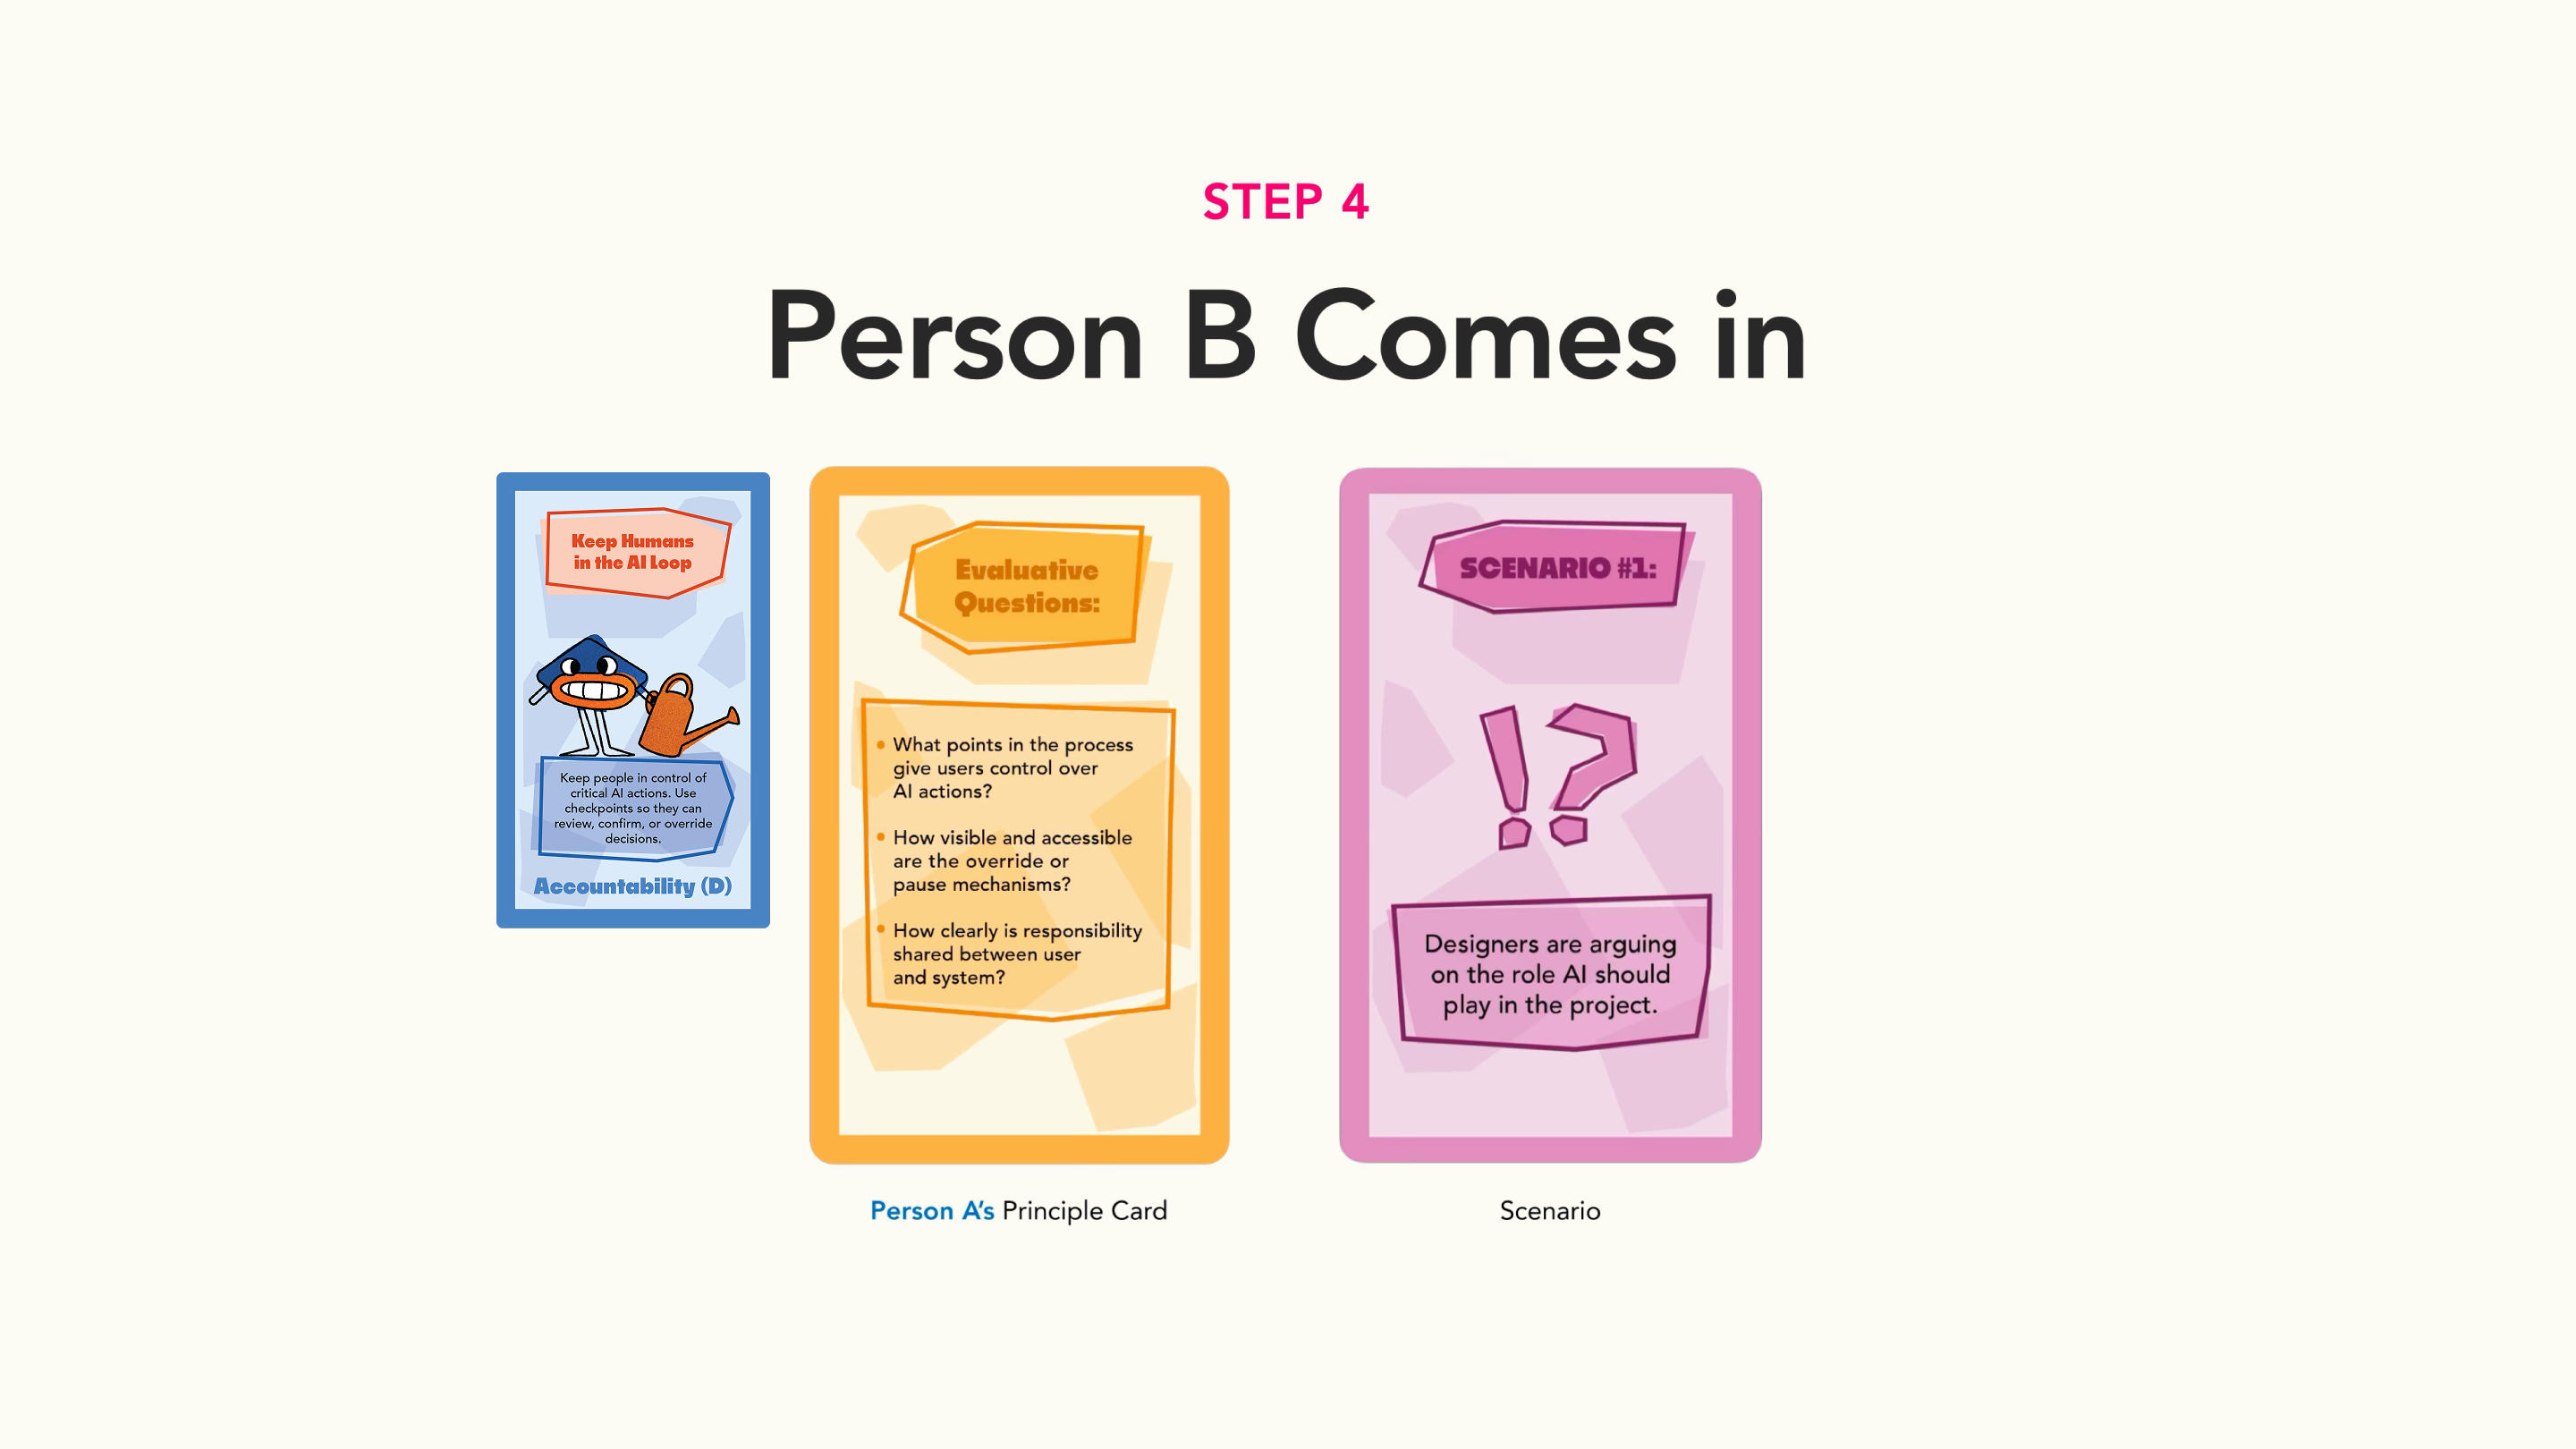 STEP 4
Person B Comes in
Keep Humans
in the AI Loop
Keep people in control of
critical AI actions. Use
checkpoints so they can
review, confirm, or override
decisions.
Accountability (D)
Evaluative
Questions:
• What points in the process
give users control over
AI actions?
• How visible and accessible
are the override or
pause mechanisms?
• How clearly is responsibility
shared between user
and system?
Person A's Principle Card
SCENARIO #1:
!?
Designers are arguing
on the role AI should
play in the project.
Scenario